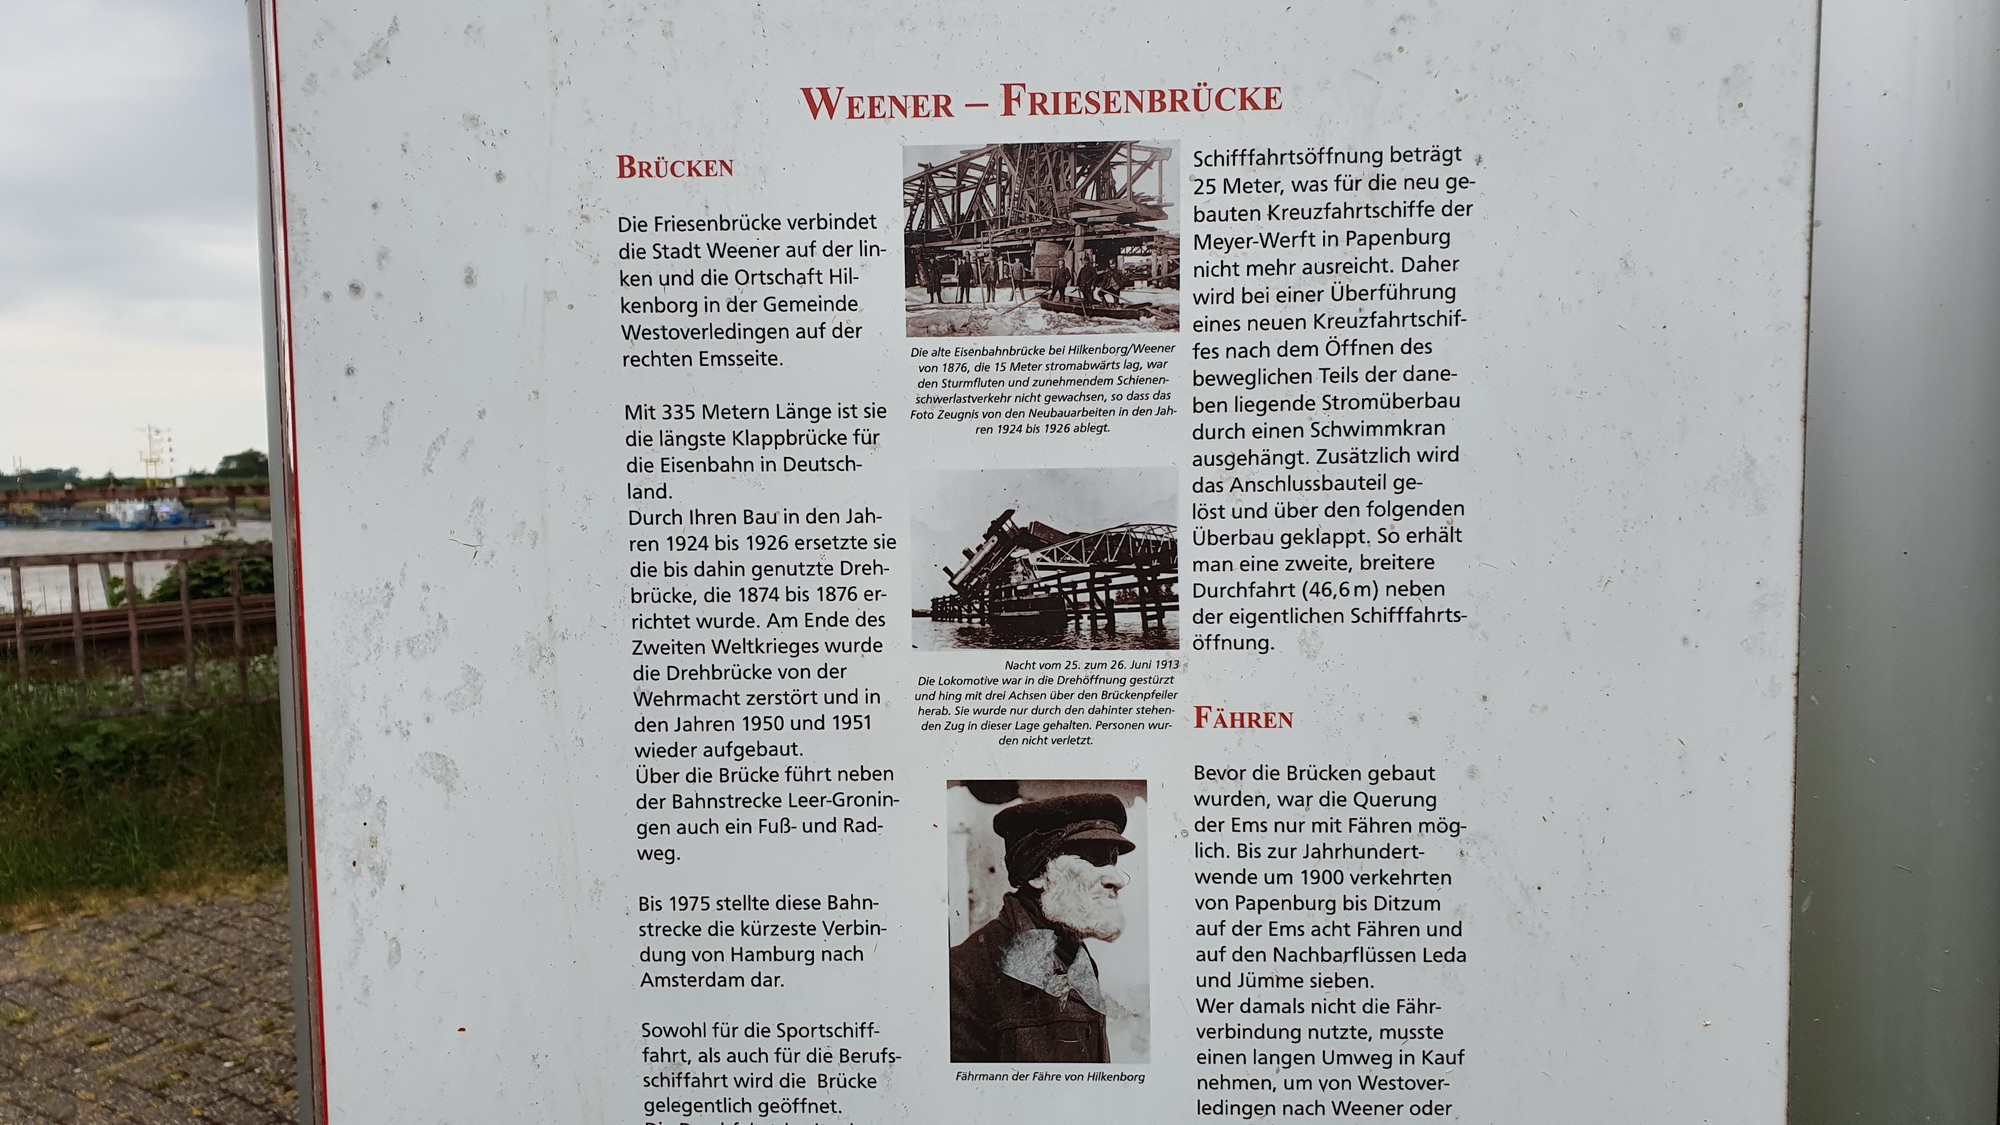 WEENER – FRIESENBRÜCKE
BRÜCKEN
Die Friesenbrücke verbindet
die Stadt Weener auf der lin-
ken und die Ortschaft Hil-
kenborg in der Gemeinde
Westoverledingen auf der
rechten Emsseite.
Mit 335 Metern Länge ist sie
die längste Klappbrücke für
die Eisenbahn in Deutsch-
land.
Durch Ihren Bau in den Jah-
ren 1924 bis 1926 ersetzte sie
die bis dahin genutzte Dreh-
brücke, die 1874 bis 1876 er-
richtet wurde. Am Ende des
Zweiten Weltkrieges wurde
die Drehbrücke von der
Wehrmacht zerstört und in
den Jahren 1950 und 1951
wieder aufgebaut.
Über die Brücke führt neben
der Bahnstrecke Leer-Gronin-
gen auch ein Fuß- und Rad-
weg.
Bis 1975 stellte diese Bahn-
strecke die kürzeste Verbin-
dung von Hamburg nach
Amsterdam dar.
Sowohl für die Sportschiff-
fahrt, als auch für die Berufs-
schiffahrt wird die Brücke
gelegentlich geöffnet.
Die alte Eisenbahnbrücke bei Hilkenborg/Weener
von 1876, die 15 Meter stromabwärts lag, war
den Sturmfluten und zunehmendem Schienen-
schwerlastverkehr nicht gewachsen, so dass das
Foto Zeugnis von den Neubauarbeiten in den Jah-
ren 1924 bis 1926 ablegt.
Nacht vom 25. zum 26. Juni 1913
Die Lokomotive war in die Drehöffnung gestürzt
und hing mit drei Achsen über den Brückenpfeiler
herab. Sie wurde nur durch den dahinter stehen-
den Zug in dieser Lage gehalten. Personen wur-
den nicht verletzt.
Fährmann der Fähre von Hilkenborg
Schifffahrtsöffnung beträgt
25 Meter, was für die neu ge-
bauten Kreuzfahrtschiffe der
Meyer-Werft in Papenburg
nicht mehr ausreicht. Daher
wird bei einer Überführung
eines neuen Kreuzfahrtschif-
fes nach dem Öffnen des
beweglichen Teils der dane-
ben liegende Stromüberbau
durch einen Schwimmkran
ausgehängt. Zusätzlich wird
das Anschlussbauteil ge-
löst und über den folgenden
Überbau geklappt. So erhält
man eine zweite, breitere
Durchfahrt (46,6 m) neben
der eigentlichen Schifffahrts-
öffnung.
FÄHREN
Bevor die Brücken gebaut
wurden, war die Querung
der Ems nur mit Fähren mög-
lich. Bis zur Jahrhundert-
wende um 1900 verkehrten
von Papenburg bis Ditzum
auf der Ems acht Fähren und
auf den Nachbarflüssen Leda
und Jümme sieben.
Wer damals nicht die Fähr-
verbindung nutzte, musste
einen langen Umweg in Kauf
nehmen, um von Westover-
ledingen nach Weener oder